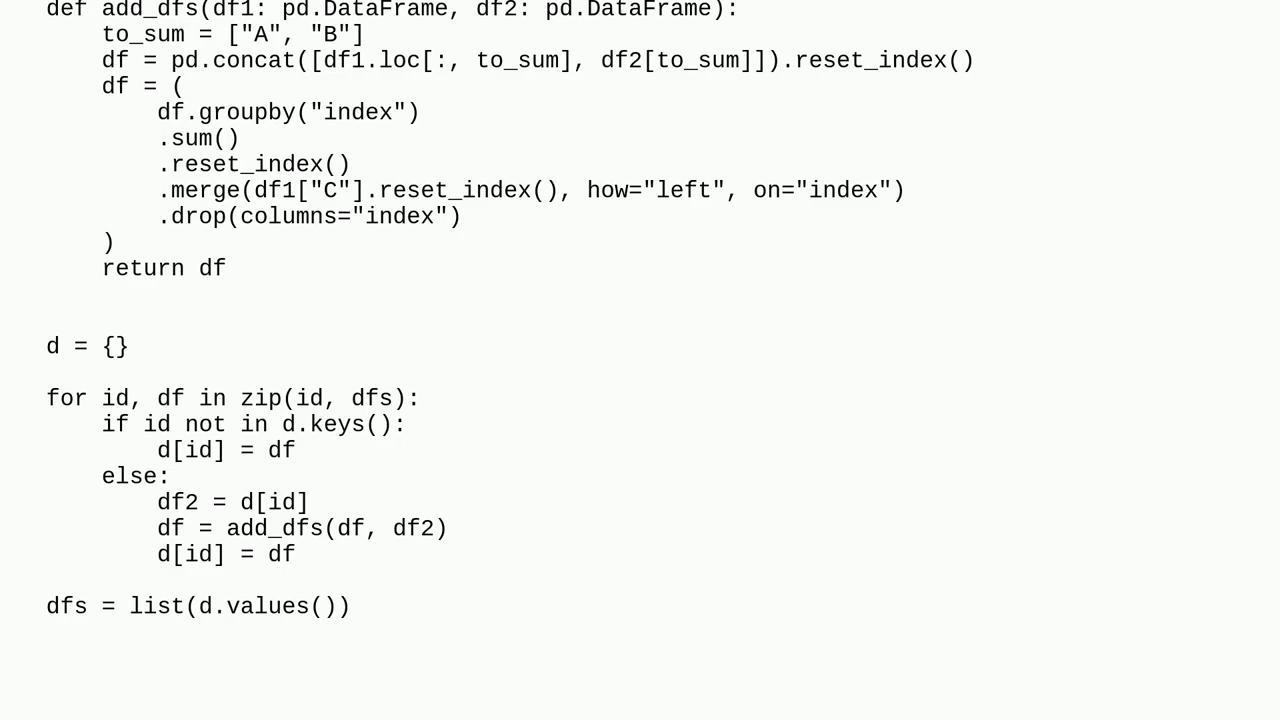 def add_dfs(df1: pd.DataFrame, df2: pd.DataFrame):
    to_sum = ["A", "B"]
    df = pd.concat([df1.loc[:, to_sum], df2[to_sum]]).reset_index()
    df = (
        df.groupby("index")
        .sum()
        .reset_index()
        .merge(df1["C"].reset_index(), how="left", on="index")
        .drop(columns="index")
    )
    return df
d = {}
for id, df in zip(id, dfs):
    if id not in d.keys():
        d[id] = df
    else:
        df2 = d[id]
        df = add_dfs(df, df2)
        d[id] = df
dfs = list(d.values())